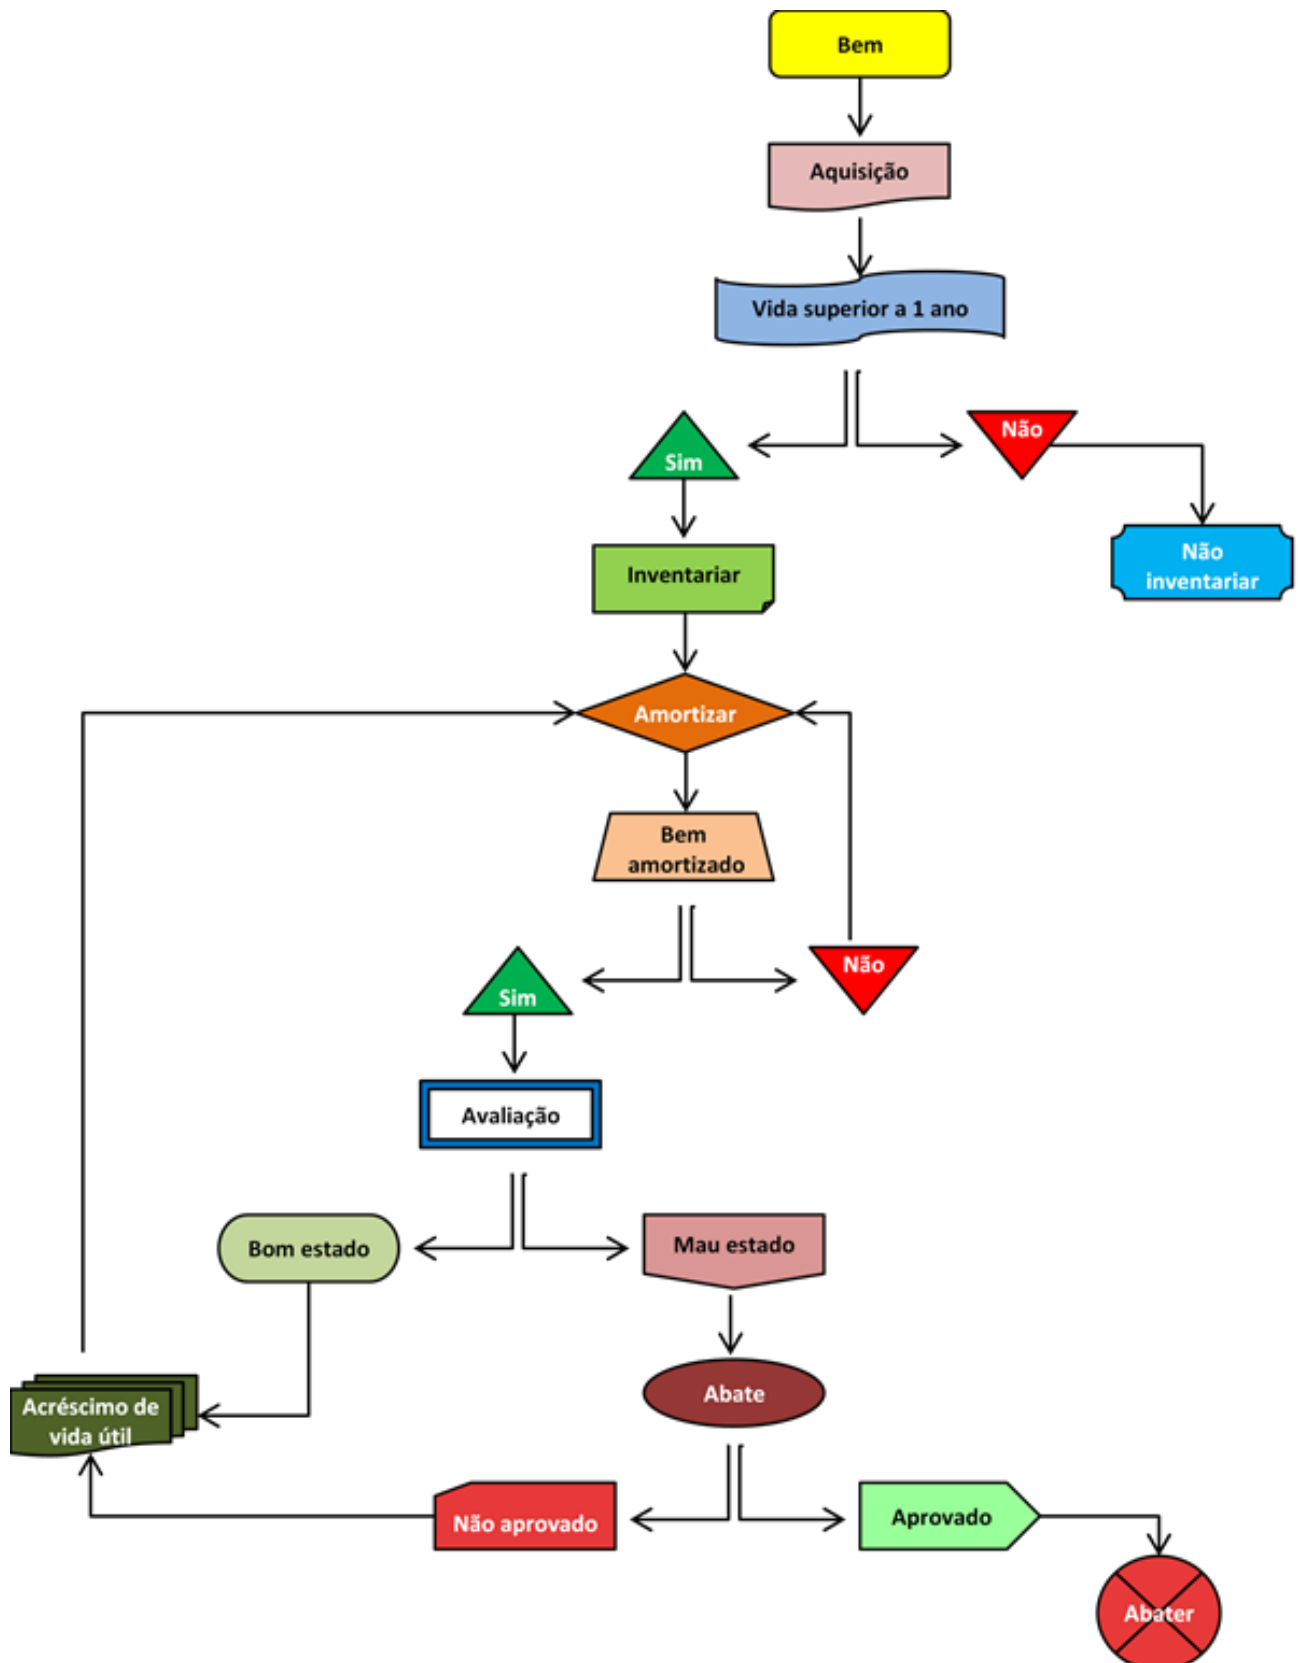 Bem
Aquisição
Vida superior a 1 ano
Sim
Não
Inventariar
Não
inventariar
Amortizar
Bem
amortizado
Sim
Não
Avaliação
Bom estado
Mau estado
Acréscimo de
vida útil
Abate
Não aprovado
Aprovado
Abater